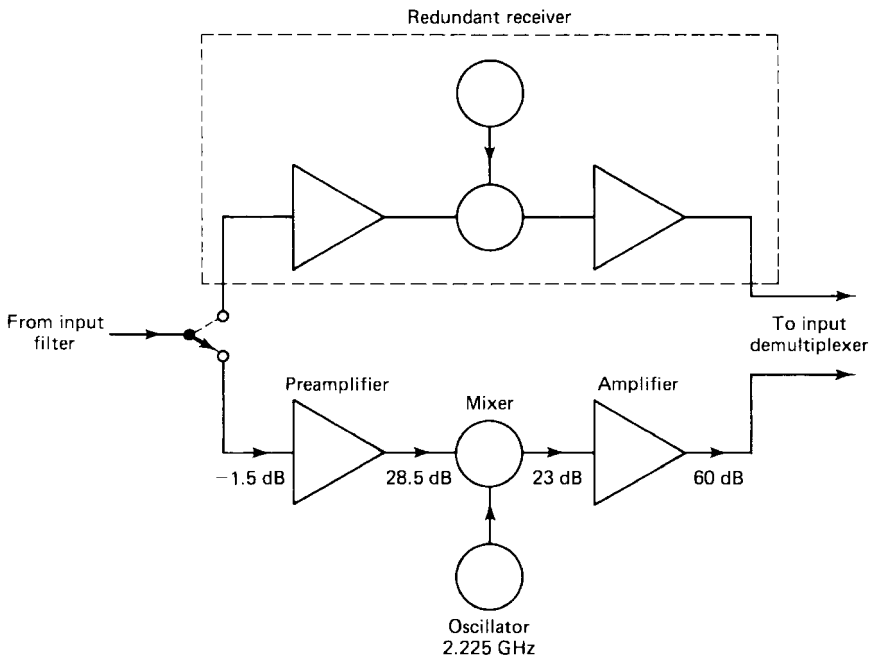 Redundant receiver
From input
filter
To input
demultiplexer
Preamplifier
Mixer
Amplifier
−1.5 dB
28.5 dB
23 dB
60 dB
Oscillator
2.225 GHz